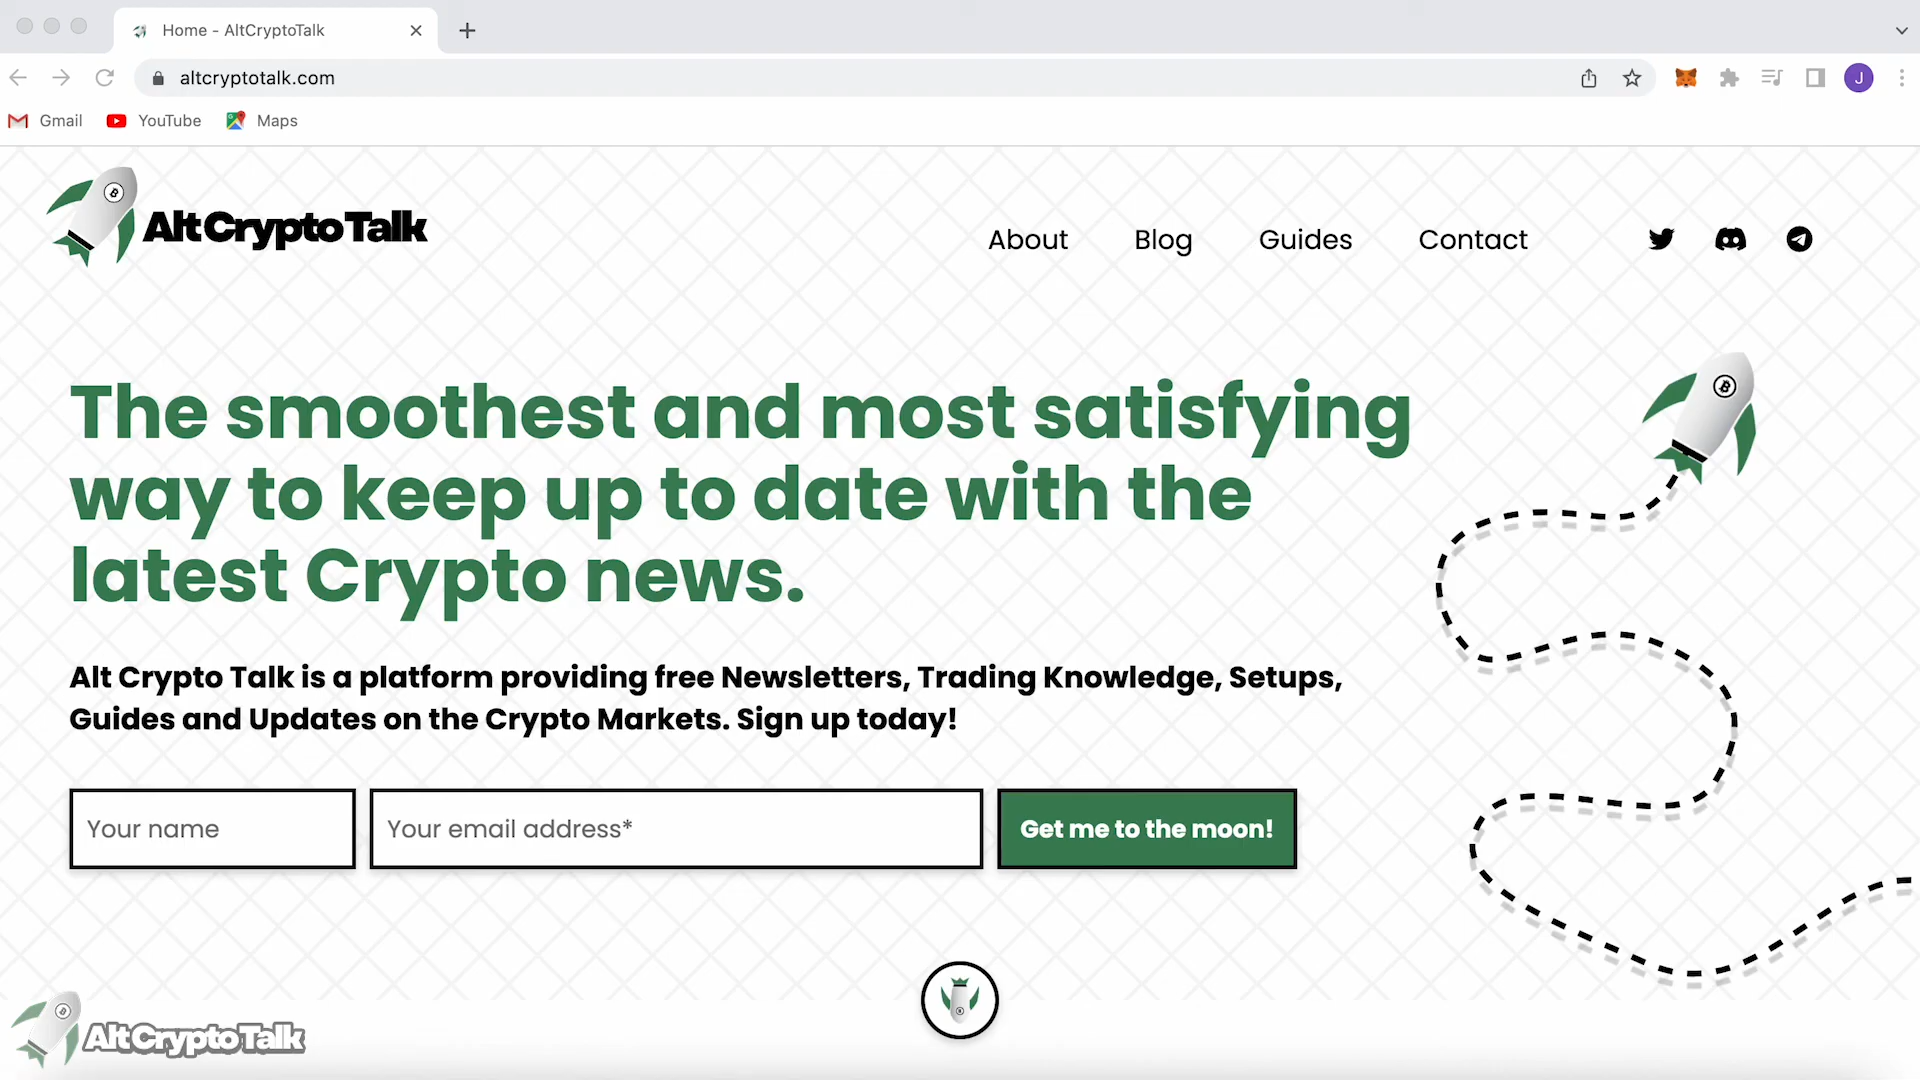 Home - AltCryptoTalk
altcryptotalk.com
J
Gmail
YouTube
Maps
AltCryptoTalk
About
Blog
Guides
Contact
The smoothest and most satisfying
way to keep up to date with the
latest Crypto news.
Alt Crypto Talk is a platform providing free Newsletters, Trading Knowledge, Setups,
Guides and Updates on the Crypto Markets. Sign up today!
Your name
Your email address*
Get me to the moon!
AltCryptoTalk